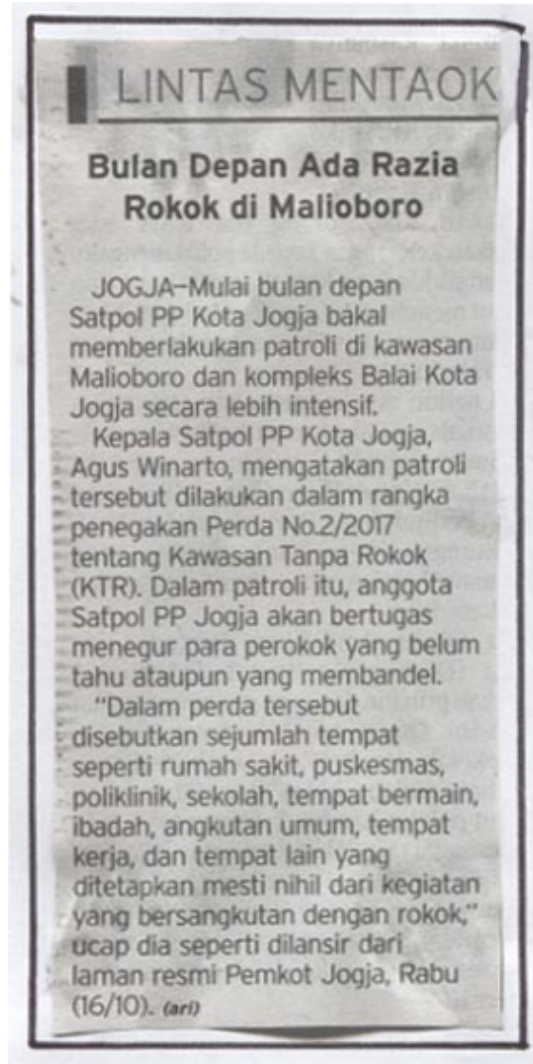 LINTAS MENTAOK
Bulan Depan Ada Razia
Rokok di Malioboro
JOGJA–Mulai bulan depan
Satpol PP Kota Jogja bakal
memberlakukan patroli di kawasan
Malioboro dan kompleks Balai Kota
Jogja secara lebih intensif.
Kepala Satpol PP Kota Jogja,
Agus Winarto, mengatakan patroli
tersebut dilakukan dalam rangka
penegakan Perda No.2/2017
tentang Kawasan Tanpa Rokok
(KTR). Dalam patroli itu, anggota
Satpol PP Jogja akan bertugas
menegur para perokok yang belum
tahu ataupun yang membandel.
"Dalam perda tersebut
disebutkan sejumlah tempat
seperti rumah sakit, puskesmas,
poliklinik, sekolah, tempat bermain,
ibadah, angkutan umum, tempat
kerja, dan tempat lain yang
ditetapkan mesti nihil dari kegiatan
yang bersangkutan dengan rokok,"
ucap dia seperti dilansir dari
laman resmi Pemkot Jogja, Rabu
(16/10). (ari)